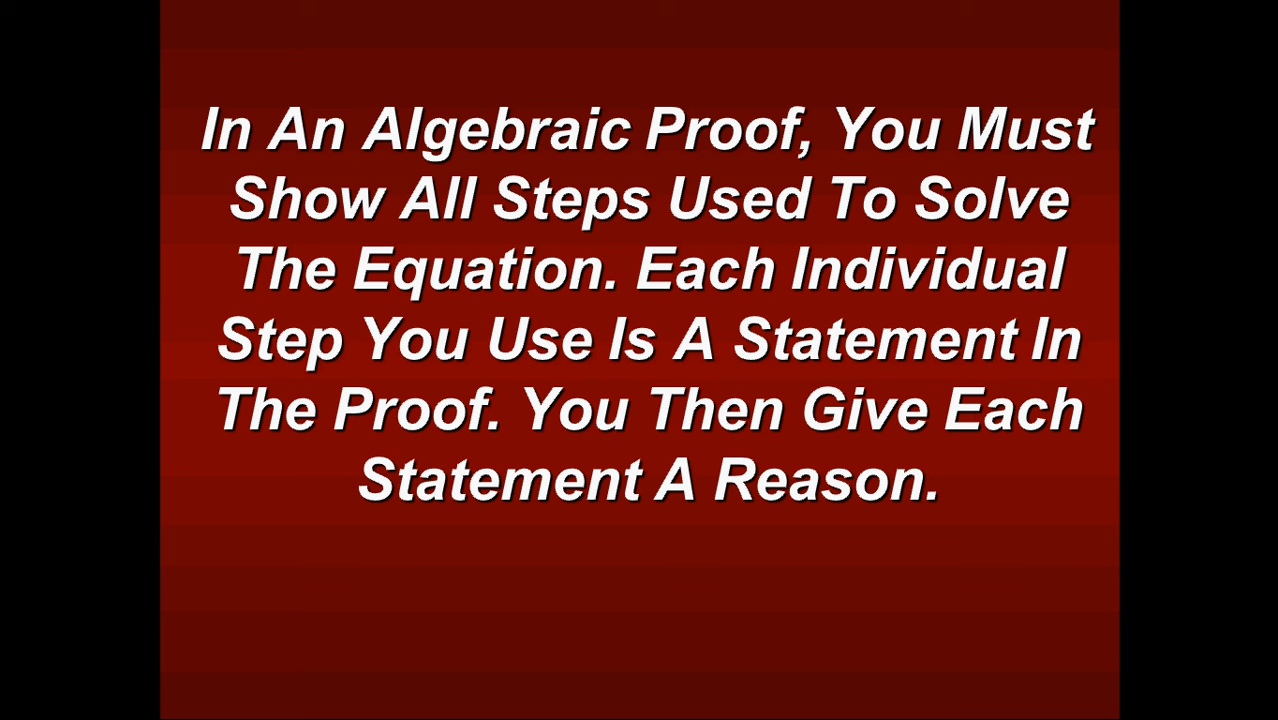 In An Algebraic Proof, You Must
Show All Steps Used To Solve
The Equation. Each Individual
Step You Use Is A Statement In
The Proof. You Then Give Each
Statement A Reason.